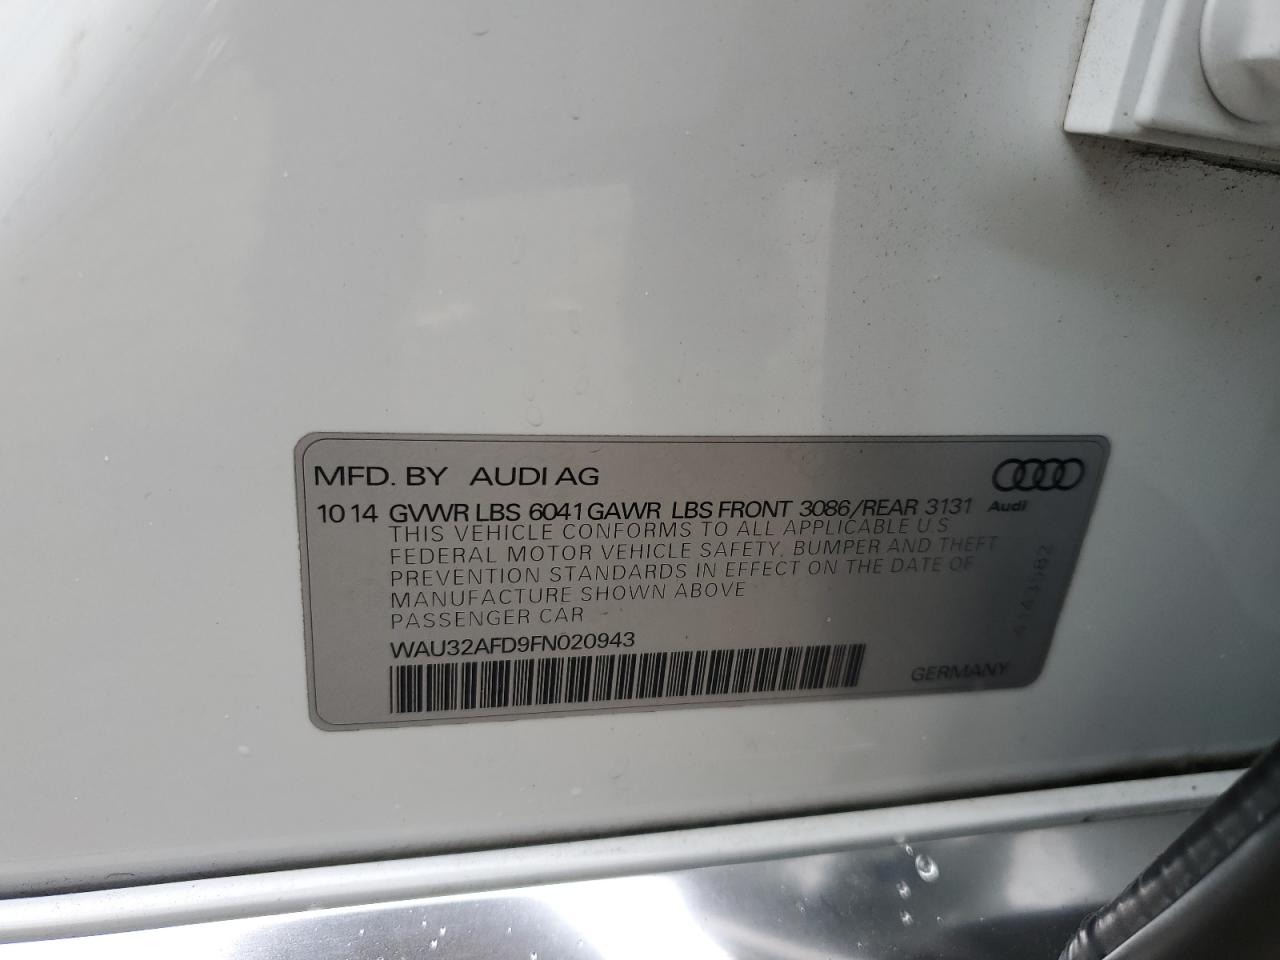 MFD. BY AUDI AG
10 14 GVWR LBS 6041 GAWR LBS FRONT 3086/REAR 3131
Audi
THIS VEHICLE CONFORMS TO ALL APPLICABLE U S
FEDERAL MOTOR VEHICLE SAFETY, BUMPER AND THEFT
PREVENTION STANDARDS IN EFFECT ON THE DATE OF
MANUFACTURE SHOWN ABOVE
PASSENGER CAR
WAU32AFD9FN020943
GERMANY
4143582